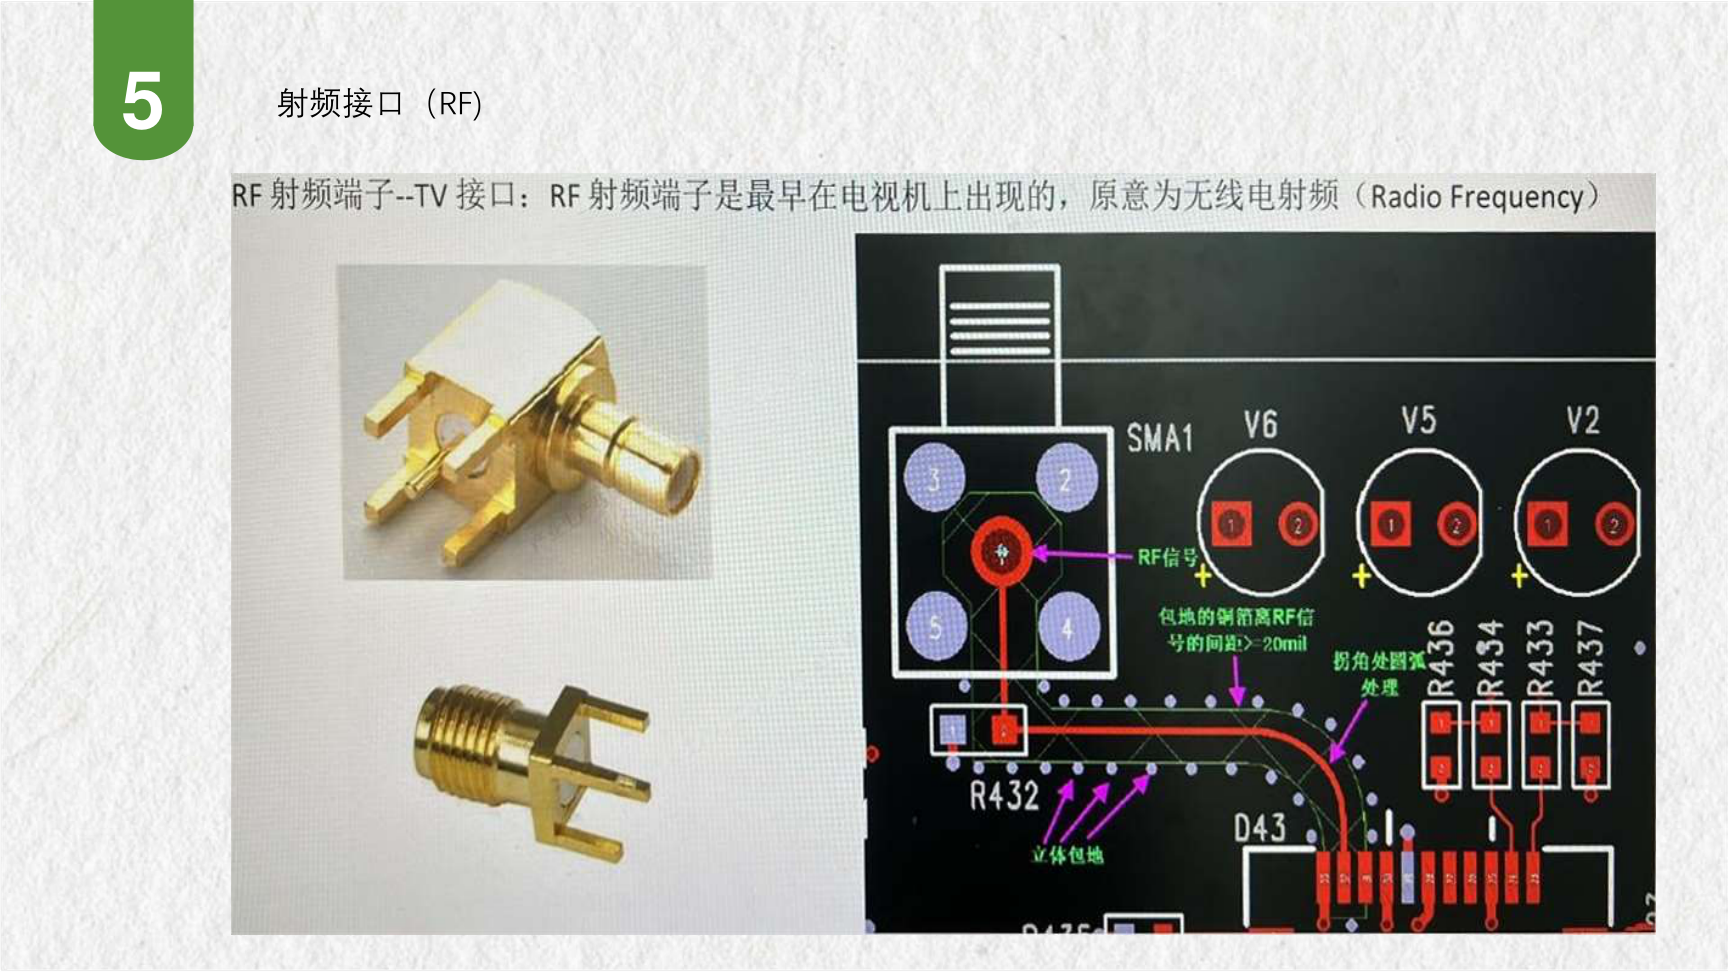 5
射频接口（RF)
RF 射频端子--TV 接口：RF 射频端子是最早在电视机上出现的，原意为无线电射频（Radio Frequency）
SMA1
V6
V5
V2
3
2
1
2
1
2
1
2
RF信号
5
4
包地的铜箔离RF信
号的间距>=20mil
拐角处圆弧
处理
R436
R434
R433
R437
1
2
R432
立体包地
D43